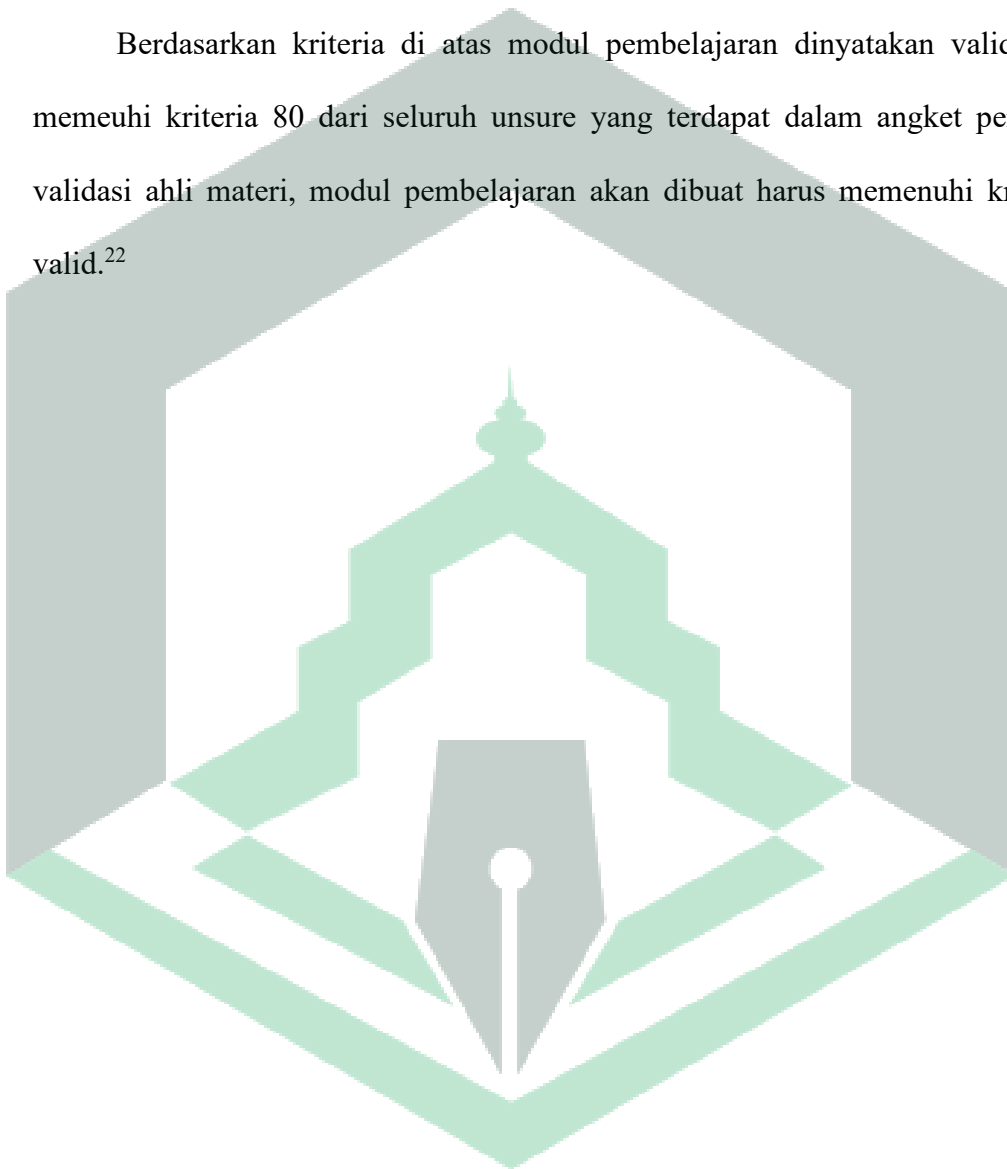 Berdasarkan kriteria di atas modul pembelajaran dinyatakan
memeuhi kriteria 80 dari seluruh unsure yang terdapat dalam angket
validasi ahli materi, modul pembelajaran akan dibuat harus memenuhi
valid.22